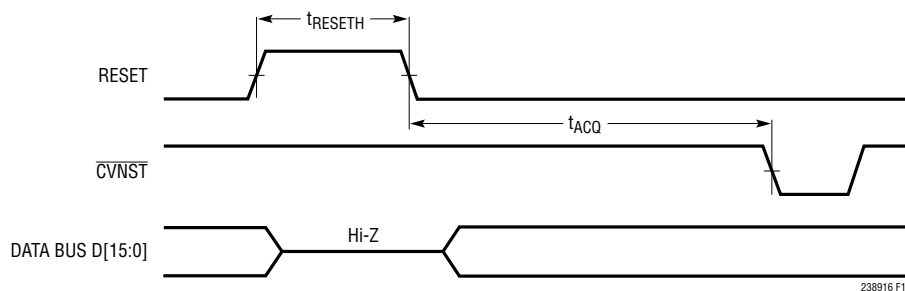 tRESETH
RESET
tACQ
CVNST
Hi-Z
DATA BUS D[15:0]
238916 F1